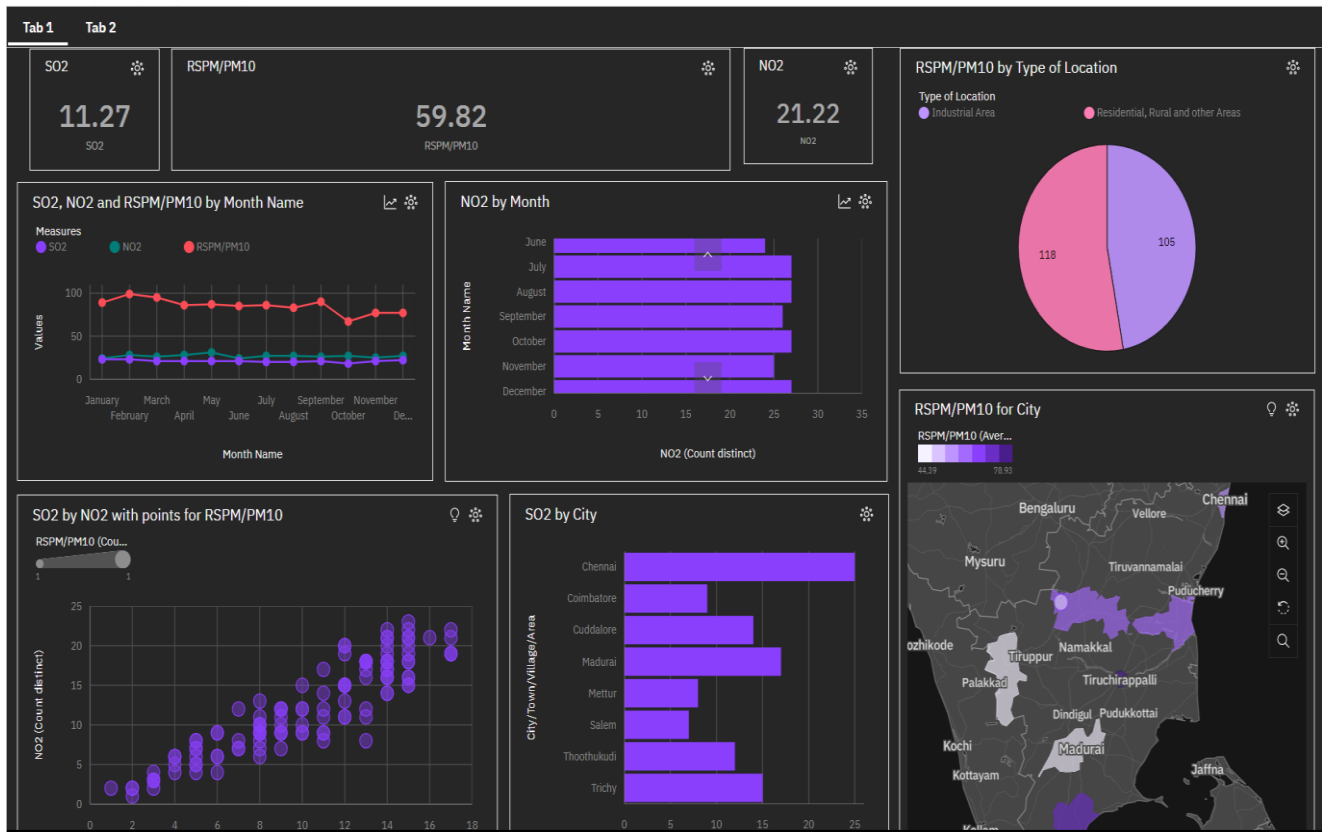 Tab 1 Tab 2
SO2
11.27
SO2
RSPM/PM10
59.82
RSPM/PM10
NO2
21.22
NO2
RSPM/PM10 by Type of Location
Type of Location
Industrial Area Residential, Rural and other Areas
118 105
SO2, NO2 and RSPM/PM10 by Month Name
Measures
SO2 NO2 RSPM/PM10
Values
100
50
0
January March May July September November
February April June August October De...
Month Name
NO2 by Month
Month Name
June
July
August
September
October
November
December
0 5 10 15 20 25 30 35
NO2 (Count distinct)
RSPM/PM10 for City
RSPM/PM10 (Aver...
44.39 78.93
Chennai
Bengaluru
Vellore
Mysuru
Tiruvannamalai
Puducherry
ozhikode
Namakkal
Tiruppur
Palakkad
Tiruchirappalli
Dindigul Pudukkottai
Kochi
Madurai
Kottayam
Jaffna
Kollam
SO2 by NO2 with points for RSPM/PM10
RSPM/PM10 (Cou...
1 1
NO2 (Count distinct)
25
20
15
10
5
0
0 2 4 6 8 10 12 14 16 18
SO2 by City
City/Town/Village/Area
Chennai
Coimbatore
Cuddalore
Madurai
Mettur
Salem
Thoothukudi
Trichy
0 5 10 15 20 25